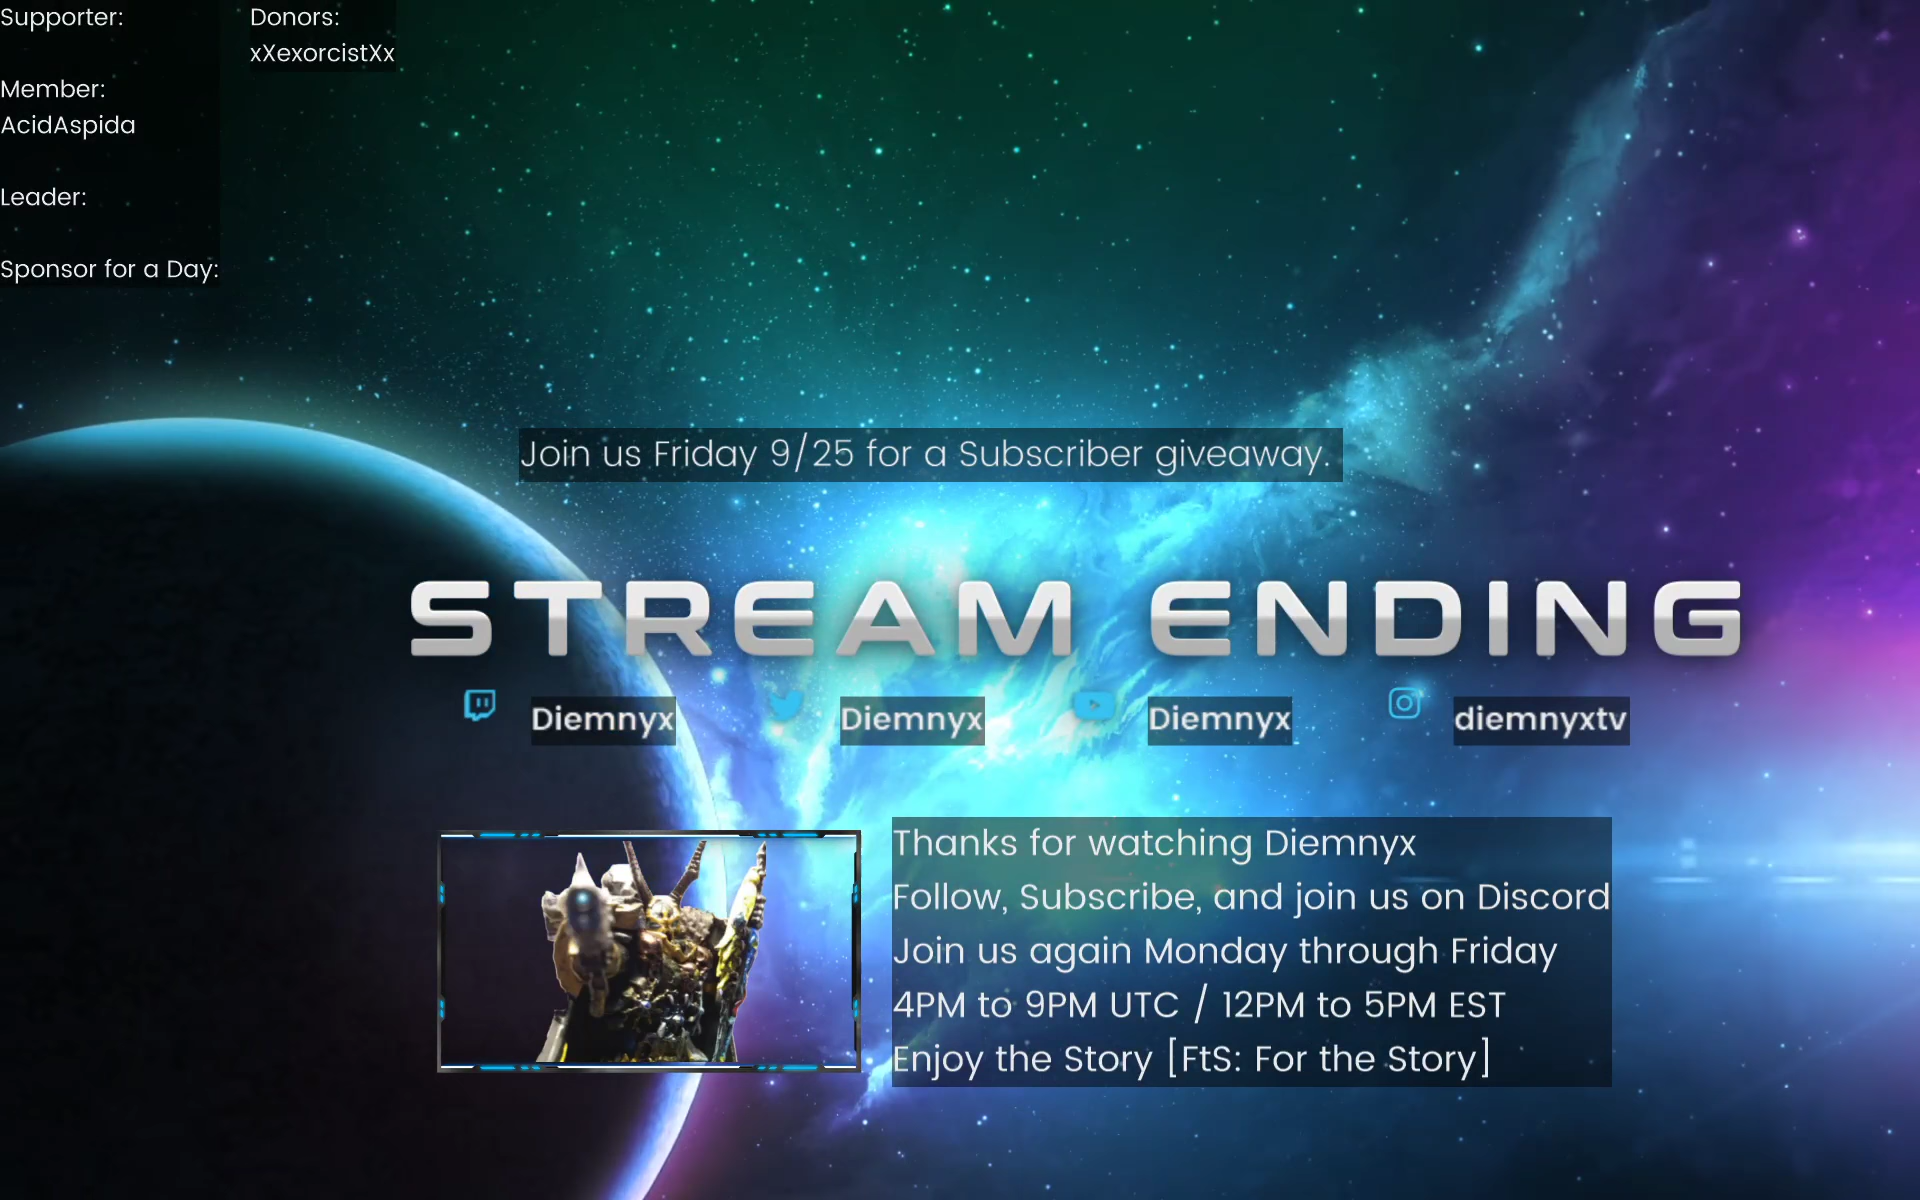 Supporter:
Member:
AcidAspida
Leader:
Sponsor for a Day:
Donors:
xXexorcistXx
Join us Friday 9/25 for a Subscriber giveaway.
STREAM ENDING
Diemnyx
Diemnyx
Diemnyx
diemnyxtv
Thanks for watching Diemnyx
Follow, Subscribe, and join us on Discord
Join us again Monday through Friday
4PM to 9PM UTC / 12PM to 5PM EST
Enjoy the Story [FtS: For the Story]